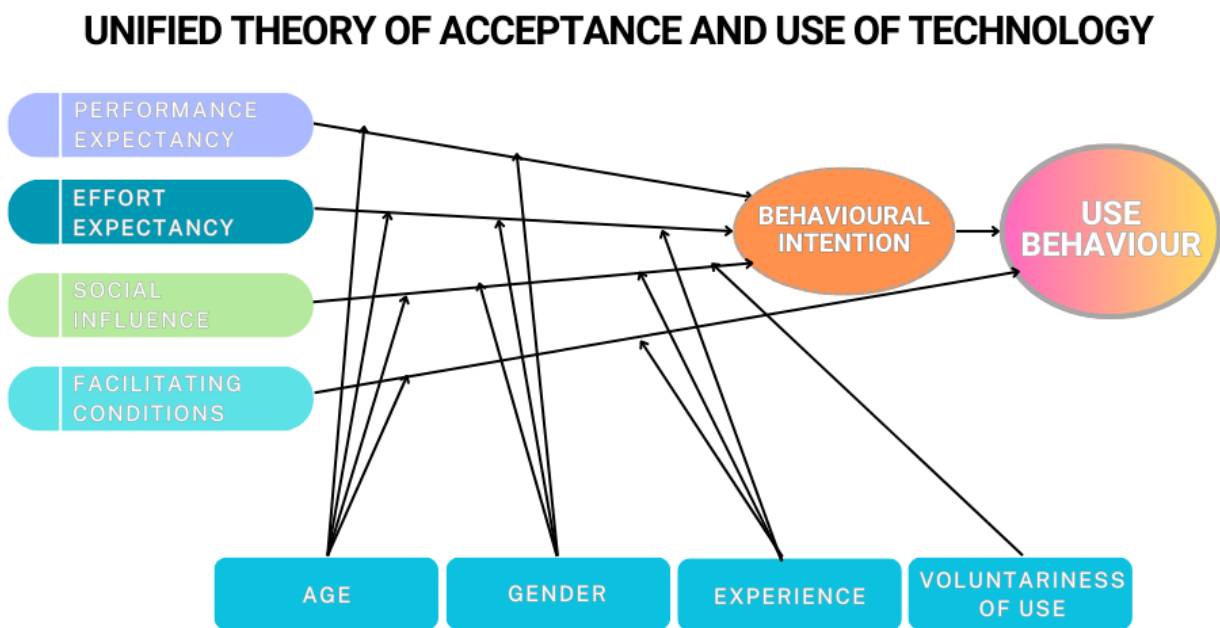 UNIFIED THEORY OF ACCEPTANCE AND USE OF TECHNOLOGY
PERFORMANCE
EXPECTANCY
EFFORT
EXPECTANCY
SOCIAL
INFLUENCE
FACILITATING
CONDITIONS
BEHAVIOURAL
INTENTION
USE
BEHAVIOUR
AGE
GENDER
EXPERIENCE
VOLUNTARINESS
OF USE